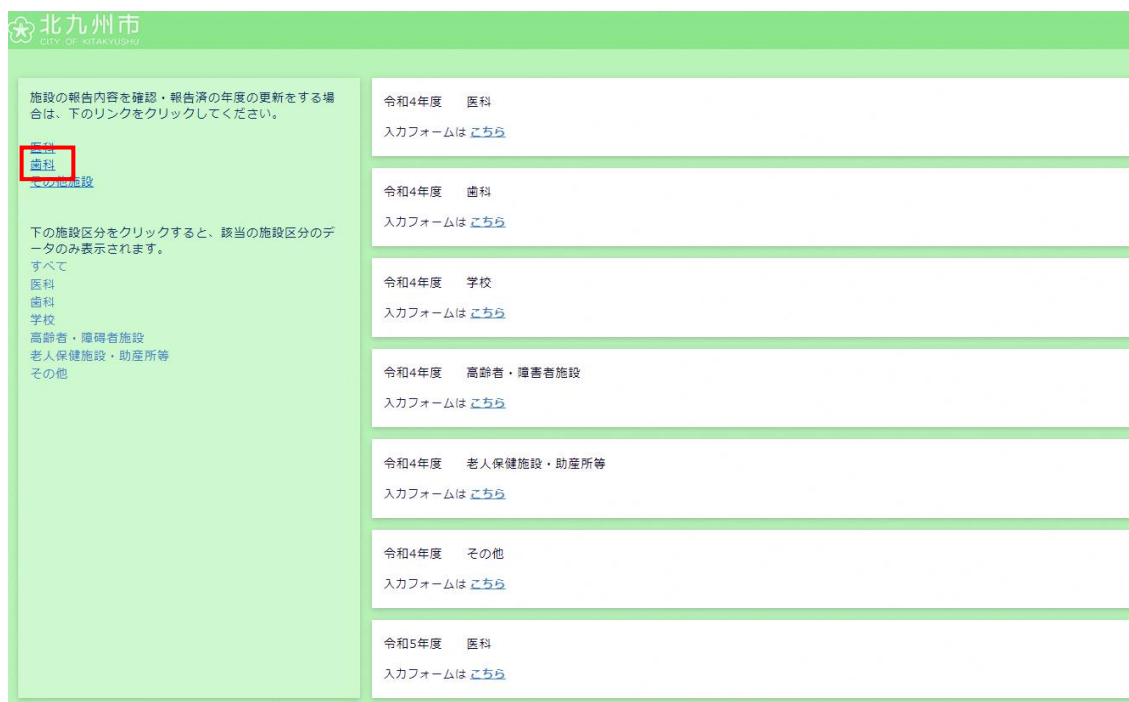 北九州市
CITY OF KITAKYUSHU
施設の報告内容を確認・報告済の年度の更新をする場
合は、下のリンクをクリックしてください。
医科
歯科
その他施設
下の施設区分をクリックすると、該当の施設区分のデ
ータのみ表示されます。
すべて
医科
歯科
学校
高齢者・障碍者施設
老人保健施設・助産所等
その他
令和4年度 医科
入力フォームは こちら
令和4年度 歯科
入力フォームは こちら
令和4年度 学校
入力フォームは こちら
令和4年度 高齢者・障害者施設
入力フォームは こちら
令和4年度 老人保健施設・助産所等
入力フォームは こちら
令和4年度 その他
入力フォームは こちら
令和5年度 医科
入力フォームは こちら